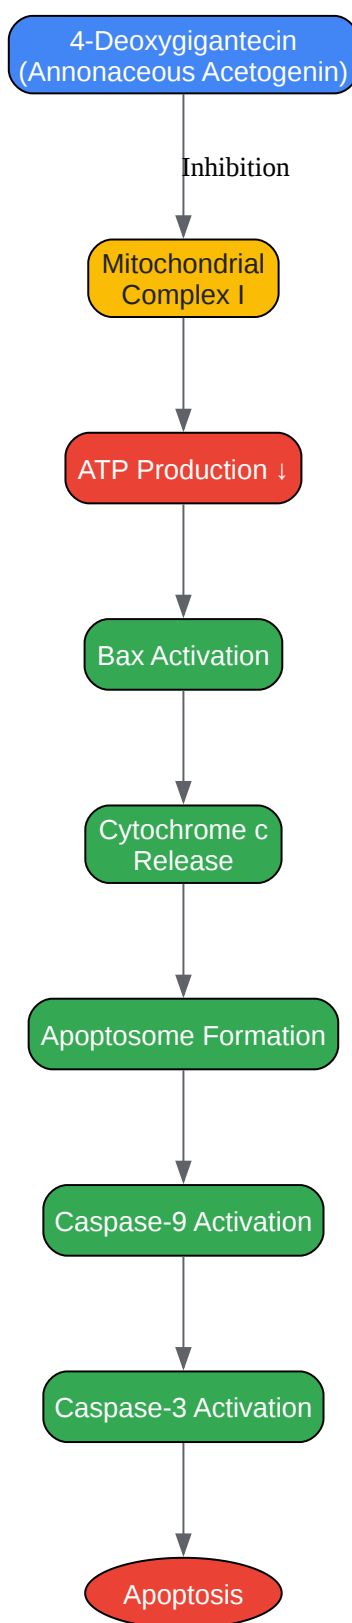 4-Deoxygigantecin
(Annonaceous Acetogenin)
Inhibition
Mitochondrial
Complex I
ATP Production ↓
Bax Activation
Cytochrome c
Release
Apoptosome Formation
Caspase-9 Activation
Caspase-3 Activation
Apoptosis